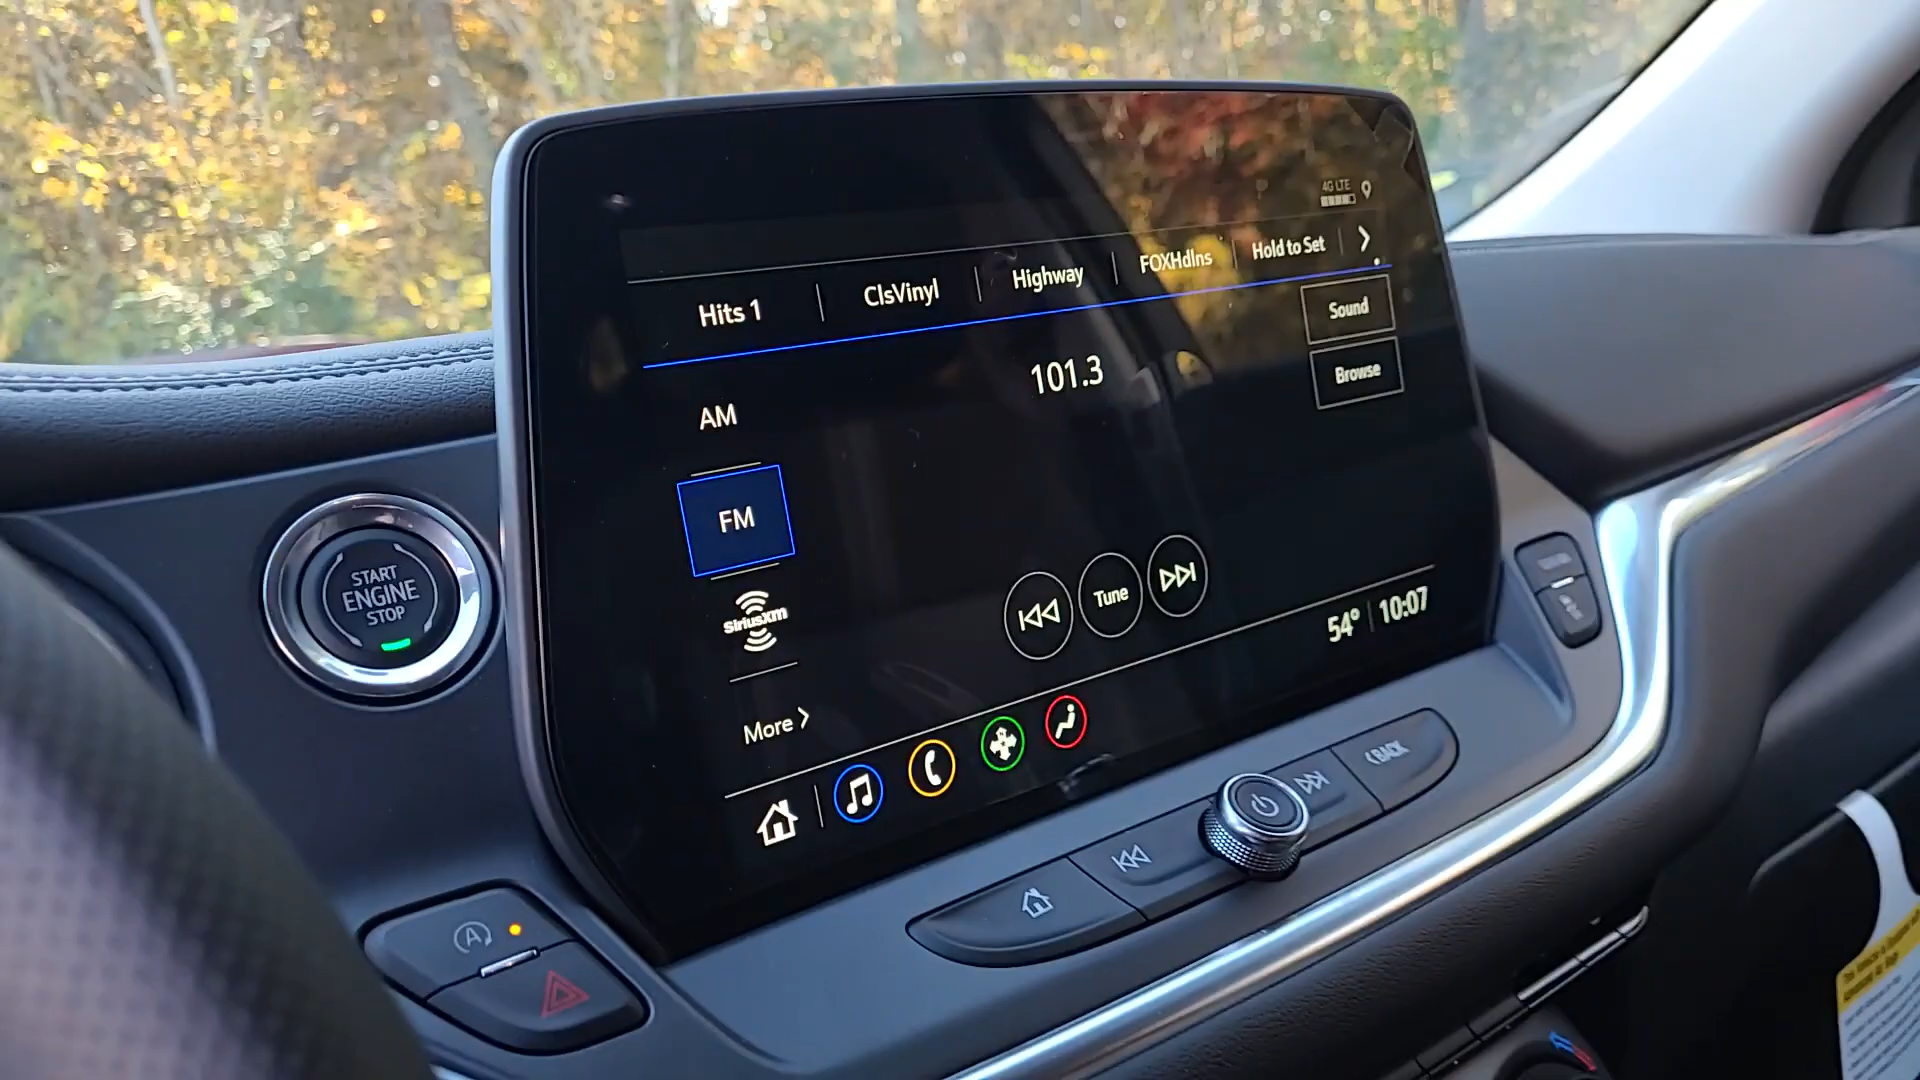 4G LTE
Hits 1
ClsVinyl
Highway
FOXHdlns
Hold to Set
Sound
Browse
101.3
AM
FM
SiriusXm
More
Tune
54° 10:07
START
ENGINE
STOP
BACK
A